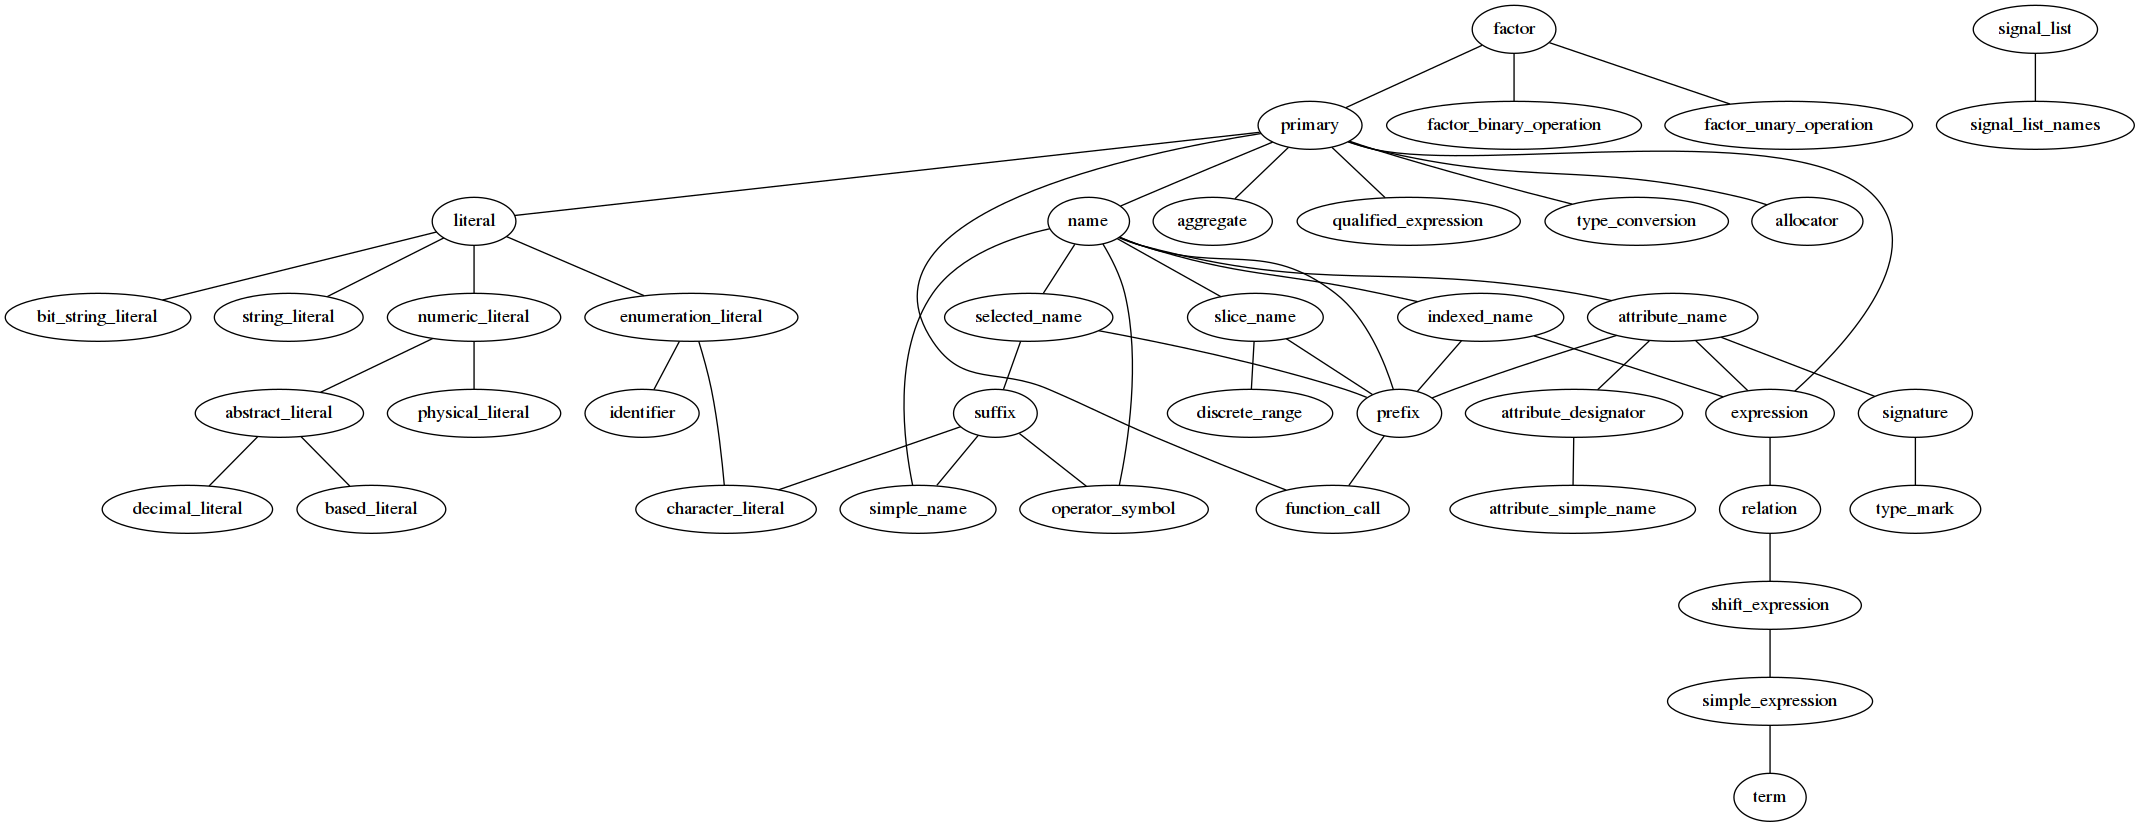 factor
signal_list
primary
factor_binary_operation
factor_unary_operation
signal_list_names
literal
name
aggregate
qualified_expression
type_conversion
allocator
bit_string_literal
string_literal
numeric_literal
enumeration_literal
selected_name
slice_name
indexed_name
attribute_name
abstract_literal
physical_literal
identifier
suffix
discrete_range
prefix
attribute_designator
expression
signature
decimal_literal
based_literal
character_literal
simple_name
operator_symbol
function_call
attribute_simple_name
relation
type_mark
shift_expression
simple_expression
term